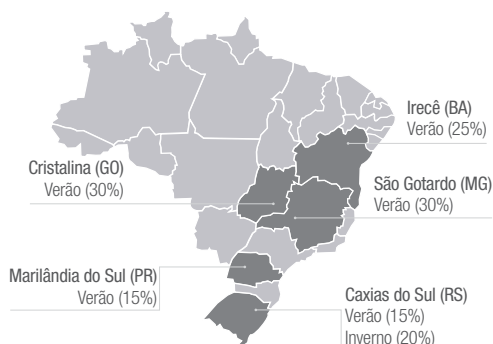 Irecê (BA)
Verão (25%)
Cristalina (GO)
Verão (30%)
São Gotardo (MG)
Verão (30%)
Marilândia do Sul (PR)
Verão (15%)
Caxias do Sul (RS)
Verão (15%)
Inverno (20%)